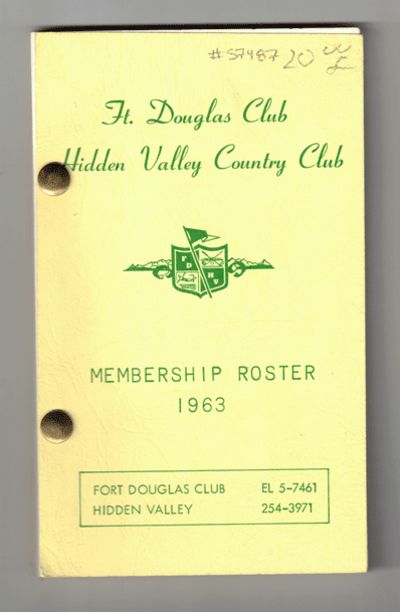 #57487 20 00
Ft. Douglas Club
Hidden Valley Country Club
F D
H V
MEMBERSHIP ROSTER
1963
FORT DOUGLAS CLUB EL 5-7461
HIDDEN VALLEY 254-3971